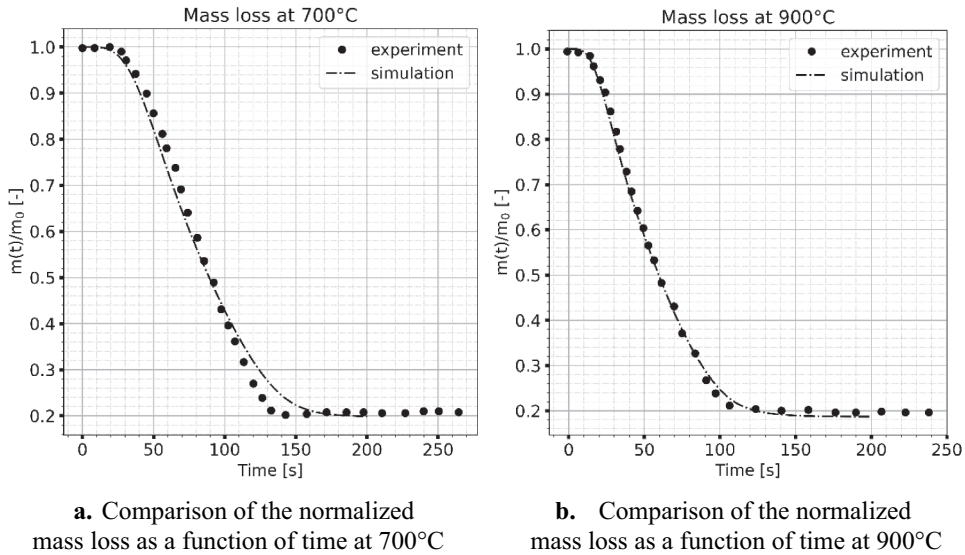 Mass loss at 700°C
experiment
simulation
m(t)/m₀ [-]
1.0
0.9
0.8
0.7
0.6
0.5
0.4
0.3
0.2
0 50 100 150 200 250
Time [s]
a. Comparison of the normalized
mass loss as a function of time at 700°C
Mass loss at 900°C
experiment
simulation
m(t)/m₀ [-]
1.0
0.9
0.8
0.7
0.6
0.5
0.4
0.3
0.2
0 50 100 150 200 250
Time [s]
b. Comparison of the normalized
mass loss as a function of time at 900°C